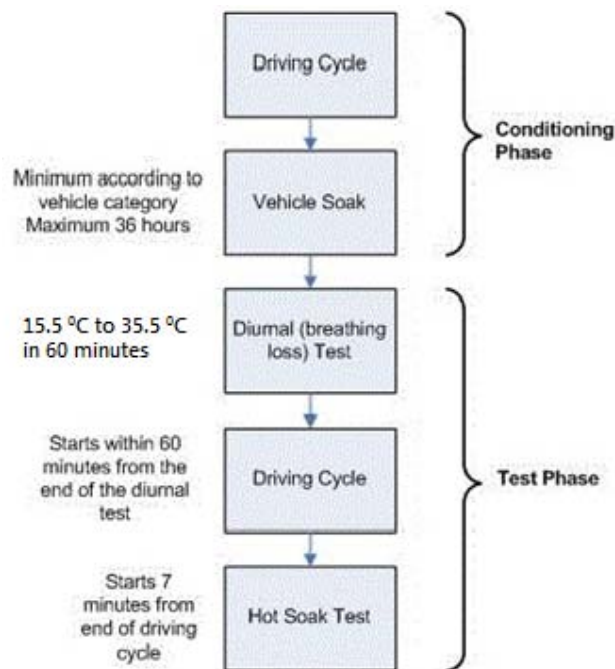 Driving Cycle
Conditioning
Phase
Minimum according to
vehicle category
Maximum 36 hours
Vehicle Soak
15.5 ⁰C to 35.5 ⁰C
in 60 minutes
Diurnal (breathing
loss) Test
Starts within 60
minutes from the
end of the diurnal
test
Driving Cycle
Test Phase
Starts 7
minutes from
end of driving
cycle
Hot Soak Test